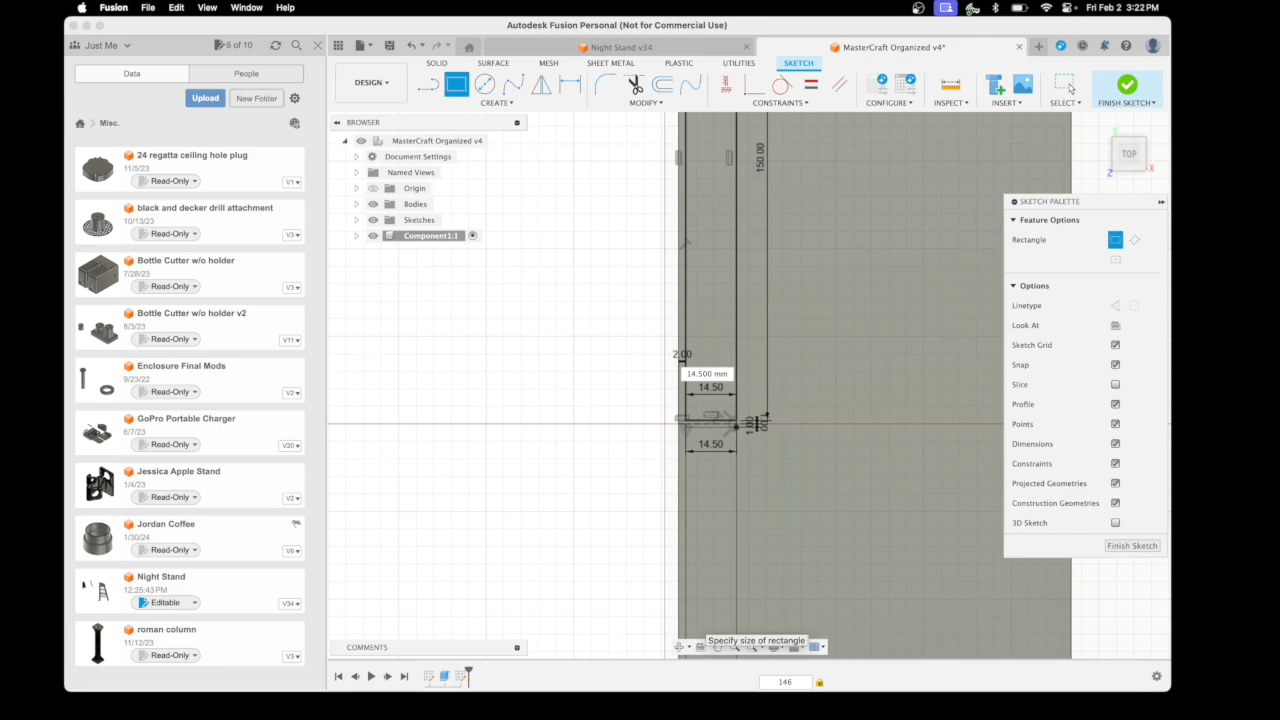 Fusion File Edit View Window Help
Fri Feb 2 3:22 PM
Autodesk Fusion Personal (Not for Commercial Use)
Just Me 6 of 10
Night Stand v34
MasterCraft Organized v4*
Data People
Upload New Folder
Misc.
24 regatta ceiling hole plug
11/5/23
Read-Only V1
black and decker drill attachment
10/13/23
Read-Only V3
Bottle Cutter w/o holder
7/28/23
Read-Only V3
Bottle Cutter w/o holder v2
8/3/23
Read-Only V11
Enclosure Final Mods
9/23/22
Read-Only V2
GoPro Portable Charger
6/7/23
Read-Only V20
Jessica Apple Stand
1/4/23
Read-Only V2
Jordan Coffee
1/30/24
Read-Only V6
Night Stand
12:25:43 PM
Editable V34
roman column
11/12/23
Read-Only V3
DESIGN
SOLID SURFACE MESH SHEET METAL PLASTIC UTILITIES SKETCH
CREATE MODIFY CONSTRAINTS CONFIGURE INSPECT INSERT SELECT FINISH SKETCH
BROWSER
MasterCraft Organized v4
Document Settings
Named Views
Origin
Bodies
Sketches
Component1:1
150.00
2.00
14.500 mm
14.50
1.00
14.50
TOP
X
Y
Z
SKETCH PALETTE
Feature Options
Rectangle
Options
Linetype
Look At
Sketch Grid
Snap
Slice
Profile
Points
Dimensions
Constraints
Projected Geometries
Construction Geometries
3D Sketch
Finish Sketch
Specify size of rectangle
COMMENTS
146